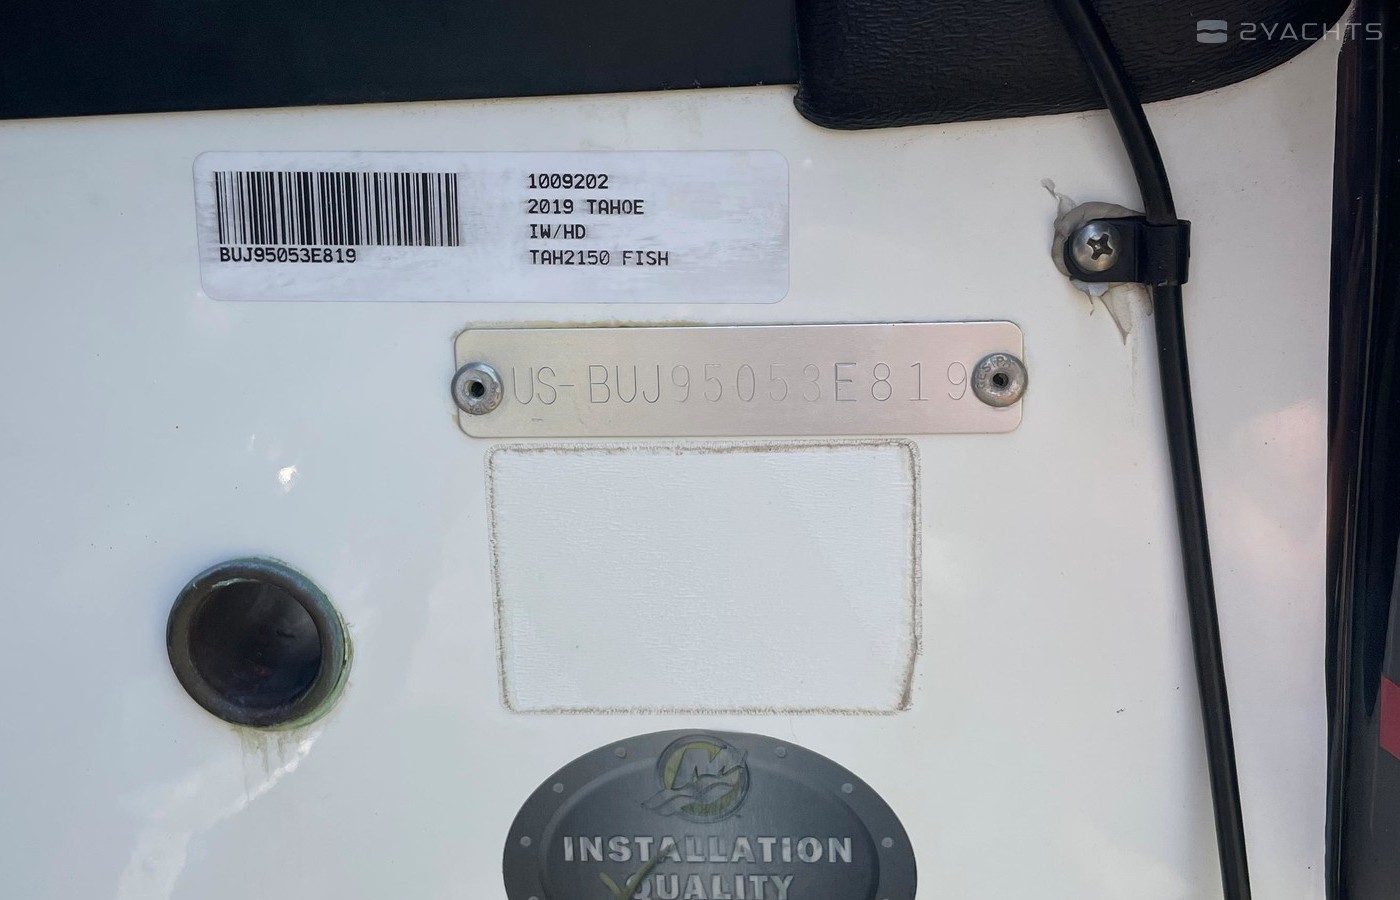 2YACHTS
1009202
2019 TAHOE
IW/HD
TAH2150 FISH
BUJ95053E819
US-BUJ95053E819
INSTALLATION
QUALITY